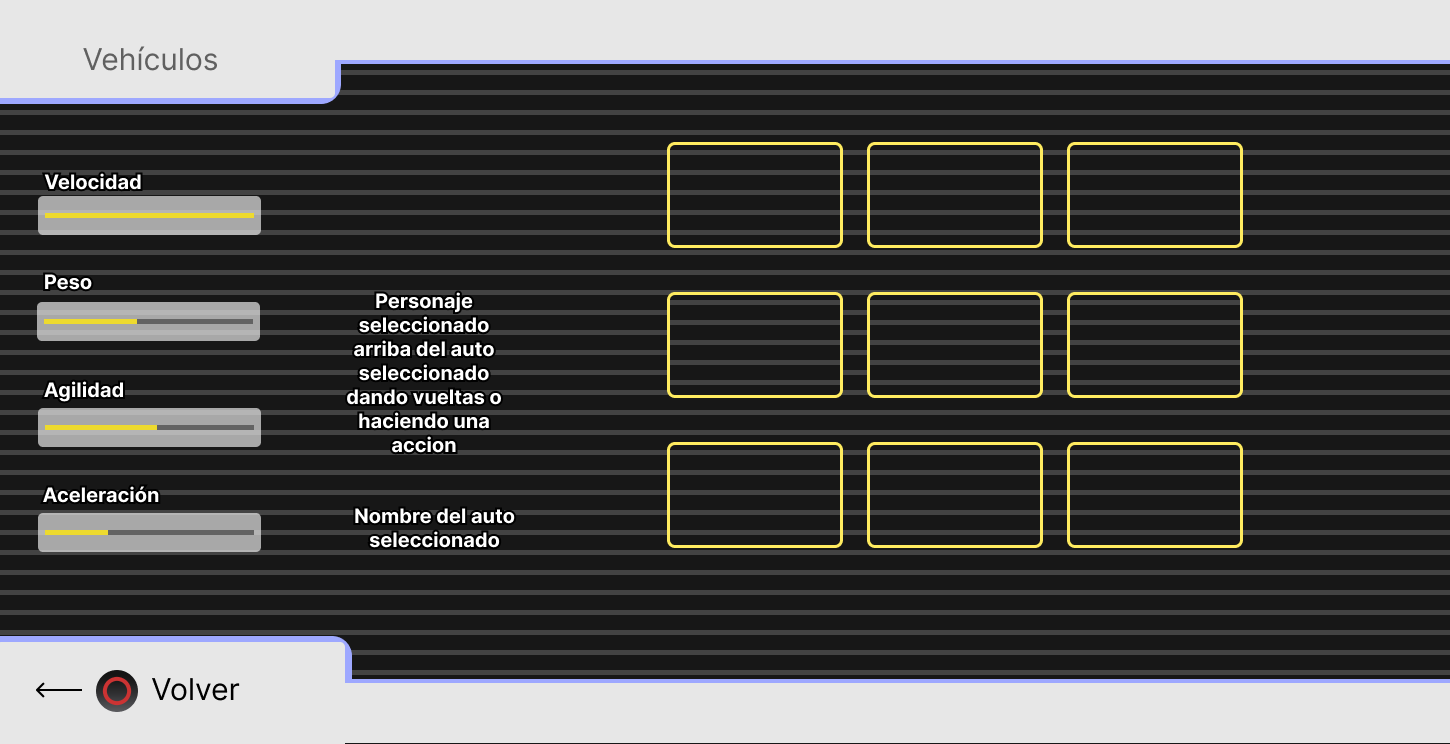 Vehículos
Velocidad
Peso
Agilidad
Aceleración
Personaje
seleccionado
arriba del auto
seleccionado
dando vueltas o
haciendo una
accion
Nombre del auto
seleccionado
Volver